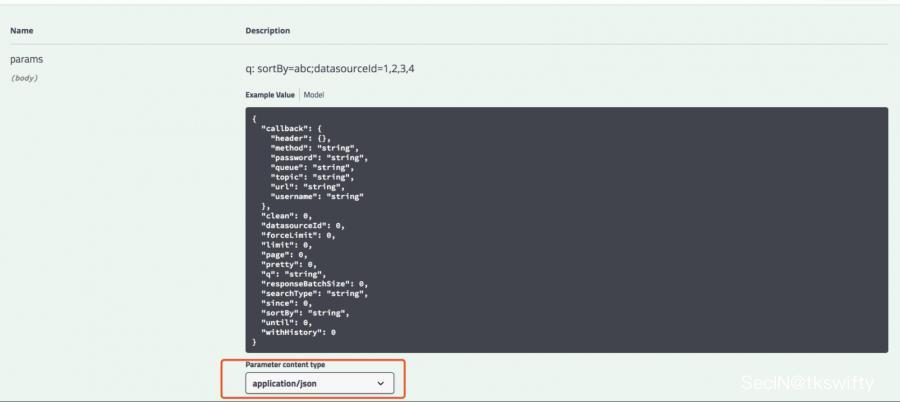 Name Description
params
(body)
q: sortBy=abc;datasourceId=1,2,3,4
Example Value Model
{
"callback": {
"header": {},
"method": "string",
"password": "string",
"queue": "string",
"topic": "string",
"url": "string",
"username": "string"
},
"clean": 0,
"datasourceId": 0,
"forceLimit": 0,
"limit": 0,
"page": 0,
"pretty": 0,
"q": "string",
"responseBatchSize": 0,
"searchType": "string",
"since": 0,
"sortBy": "string",
"until": 0,
"withHistory": 0
}
Parameter content type
application/json
SecIN@tkswifty